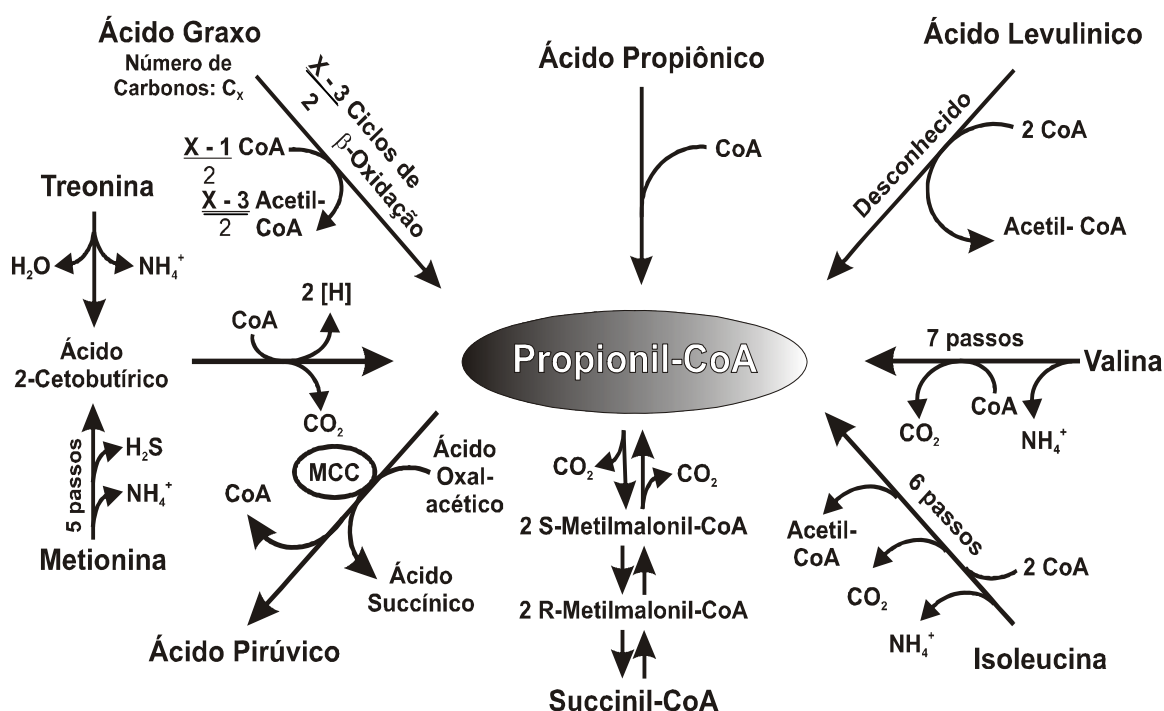 Ácido Graxo
Número de
Carbonos: Cₓ
X - 3 Ciclos de
2
β-Oxidação
X - 1 CoA
2
X - 3 Acetil-
2 CoA
Ácido Propiônico
CoA
Ácido Levulinico
Desconhecido
2 CoA
Acetil- CoA
Treonina
H₂O
NH₄⁺
Ácido
2-Cetobutírico
CoA
2 [H]
CO₂
Propionil-CoA
7 passos
Valina
CO₂
CoA
NH₄⁺
5 passos
H₂S
NH₄⁺
Metionina
MCC
Ácido
Oxal-
acético
CoA
Ácido
Succínico
Ácido Pirúvico
CO₂
CO₂
2 S-Metilmalonil-CoA
2 R-Metilmalonil-CoA
Succinil-CoA
6 passos
Acetil-
CoA
CO₂
2 CoA
NH₄⁺
Isoleucina